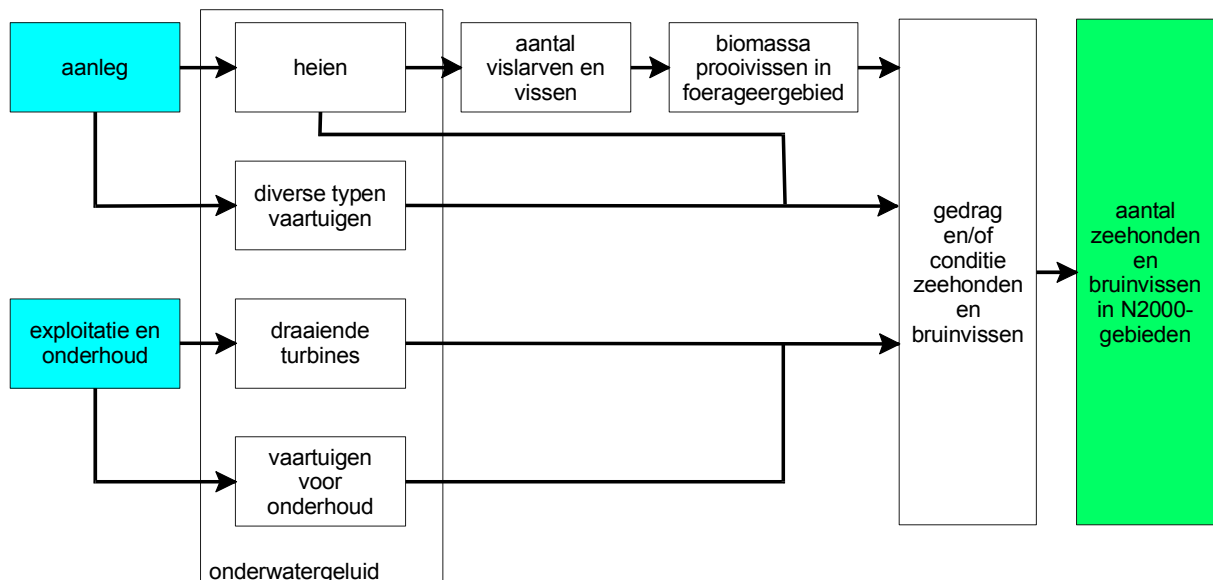 aanleg
heien
aantal
vislarven en
vissen
biomassa
prooivissen in
foerageergebied
diverse typen
vaartuigen
exploitatie en
onderhoud
draaiende
turbines
vaartuigen
voor
onderhoud
onderwatergeluid
gedrag
en/of
conditie
zeehonden
en
bruinvissen
aantal
zeehonden
en
bruinvissen
in N2000-
gebieden